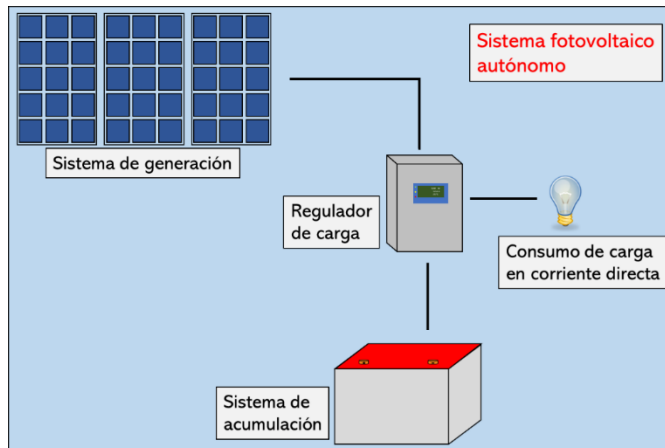 Sistema fotovoltaico
autónomo
Sistema de generación
Regulador
de carga
Consumo de carga
en corriente directa
Sistema de
acumulación